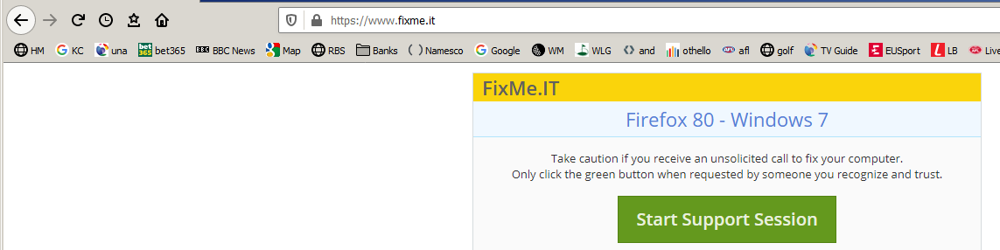 https://www.fixme.it
HM KC una bet365 BBC News Map RBS Banks Namesco Google WM WLG and othello afl golf TV Guide EUSport LB Live
FixMe.IT
Firefox 80 - Windows 7
Take caution if you receive an unsolicited call to fix your computer.
Only click the green button when requested by someone you recognize and trust.
Start Support Session